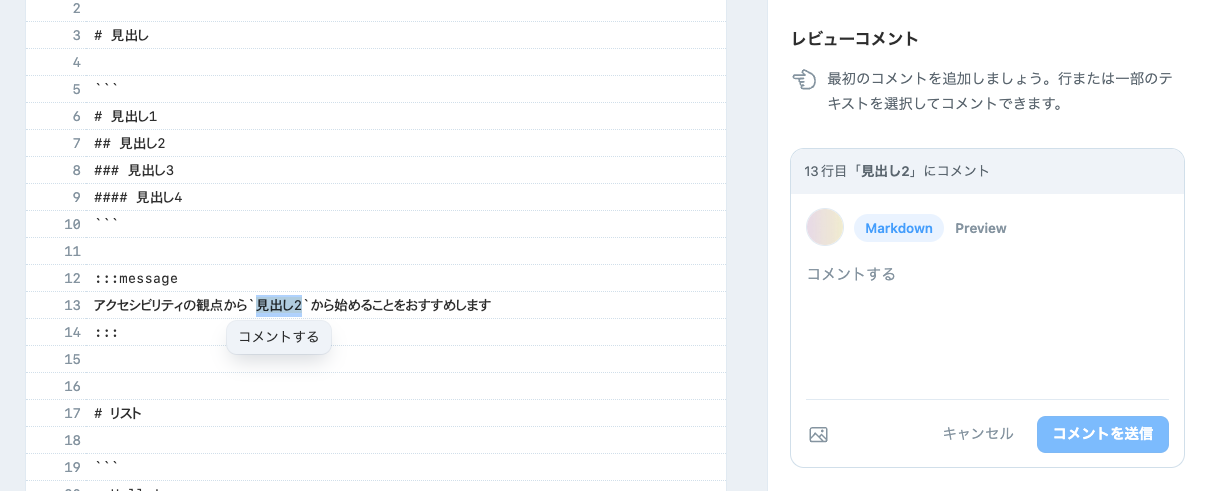 2
3 # 見出し
4
5 ```
6 # 見出し1
7 ## 見出し2
8 ### 見出し3
9 #### 見出し4
10 ```
11
12 :::message
13 アクセシビリティの観点から`見出し2`から始めることをおすすめします
14 :::
コメントする
15
16
17 # リスト
18
19 ```
レビューコメント
最初のコメントを追加しましょう。行または一部のテ
キストを選択してコメントできます。
13行目「見出し2」にコメント
Markdown Preview
コメントする
キャンセル コメントを送信